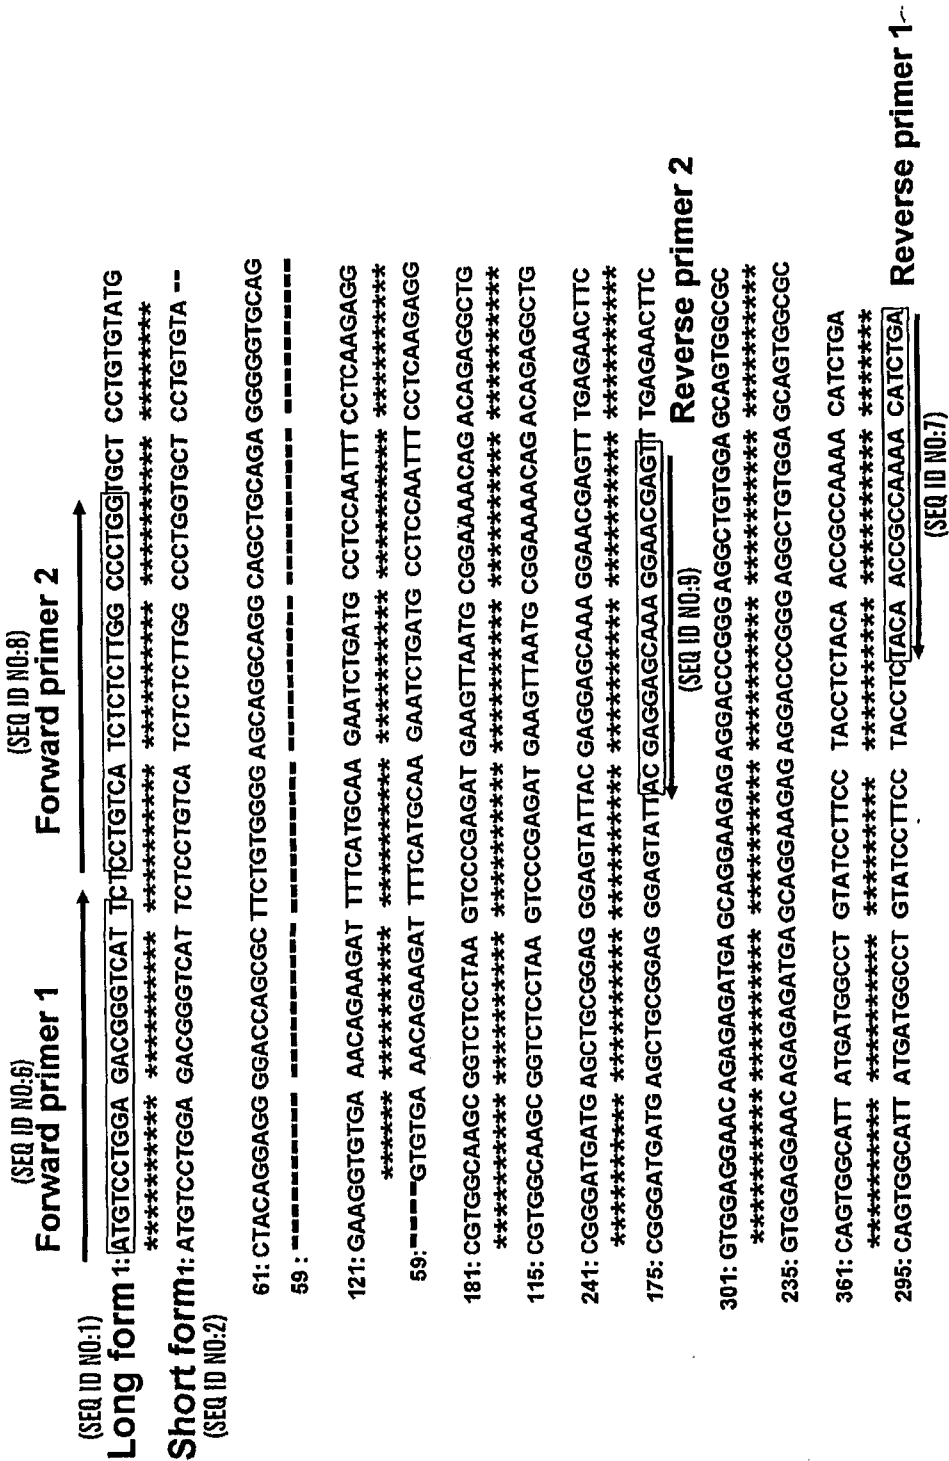 (SEQ ID NO:6) (SEQ ID NO:8)
Forward primer 1 Forward primer 2
(SEQ ID NO:1)
Long form 1: ATGTCCTGGA GACGGGTCAT TCTCCTGTCA TCTCTCTTGG CCCTGGTGCT CCTGTGTATG
********** ********** ********** ********** ********** ********
Short form 1: ATGTCCTGGA GACGGGTCAT TCTCCTGTCA TCTCTCTTGG CCCTGGTGCT CCTGTGTA --
(SEQ ID NO:2)
61: CTACAGGAGG GGACCAGCGC TTCTGTGGGG AGCAGGCAGG CAGCTGCAGA GGGGGTGCAG
59 : ---------- ---------- ---------- ---------- ---------- ----------
121: GAAGGTGTGA AACAGAAGAT TTTCATGCAA GAATCTGATG CCTCCAATTT CCTCAAGAGG
****** ********** ********** ********** ********** **********
59: ----GTGTGA AACAGAAGAT TTTCATGCAA GAATCTGATG CCTCCAATTT CCTCAAGAGG
181: CGTGGCAAGC GGTCTCCTAA GTCCCGAGAT GAAGTTAATG CGGAAAACAG ACAGAGGCTG
********** ********** ********** ********** ********** **********
115: CGTGGCAAGC GGTCTCCTAA GTCCCGAGAT GAAGTTAATG CGGAAAACAG ACAGAGGCTG
241: CGGGATGATG AGCTGCGGAG GGAGTATTAC GAGGAGCAAA GGAACGAGTT TGAGAACTTC
********** ********** ********** ********** ********** **********
175: CGGGATGATG AGCTGCGGAG GGAGTATTAC GAGGAGCAAA GGAACGAGTT TGAGAACTTC
(SEQ ID NO:9) Reverse primer 2
301: GTGGAGGAAC AGAGAGATGA GCAGGAAGAG AGGACCCGGG AGGCTGTGGA GCAGTGGCGC
********** ********** ********** ********** ********** **********
235: GTGGAGGAAC AGAGAGATGA GCAGGAAGAG AGGACCCGGG AGGCTGTGGA GCAGTGGCGC
361: CAGTGGCATT ATGATGGCCT GTATCCTTCC TACCTCTACA ACCGCCAAAA CATCTGA
********** ********** ********** ********** ********** *******
295: CAGTGGCATT ATGATGGCCT GTATCCTTCC TACCTCTACA ACCGCCAAAA CATCTGA
(SEQ ID NO:7) Reverse primer 1